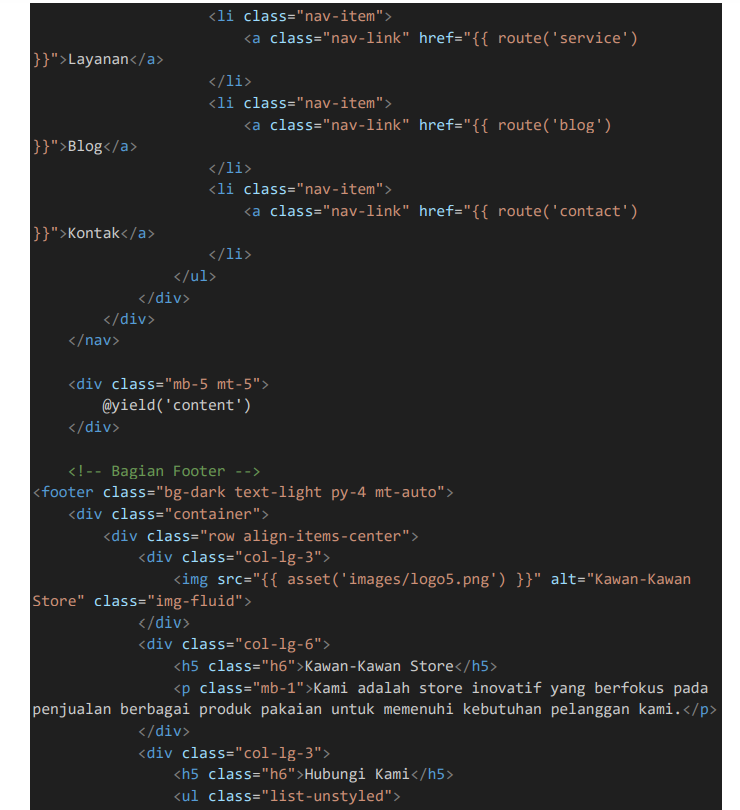 <li class="nav-item">
<a class="nav-link" href="{{ route('service')
}}">Layanan</a>
</li>
<li class="nav-item">
<a class="nav-link" href="{{ route('blog')
}}">Blog</a>
</li>
<li class="nav-item">
<a class="nav-link" href="{{ route('contact')
}}">Kontak</a>
</li>
</ul>
</div>
</div>
</nav>
<div class="mb-5 mt-5">
@yield('content')
</div>
<!-- Bagian Footer -->
<footer class="bg-dark text-light py-4 mt-auto">
<div class="container">
<div class="row align-items-center">
<div class="col-lg-3">
<img src="{{ asset('images/logo5.png') }}" alt="Kawan-Kawan
Store" class="img-fluid">
</div>
<div class="col-lg-6">
<h5 class="h6">Kawan-Kawan Store</h5>
<p class="mb-1">Kami adalah store inovatif yang berfokus pada
penjualan berbagai produk pakaian untuk memenuhi kebutuhan pelanggan kami.</p>
</div>
<div class="col-lg-3">
<h5 class="h6">Hubungi Kami</h5>
<ul class="list-unstyled">